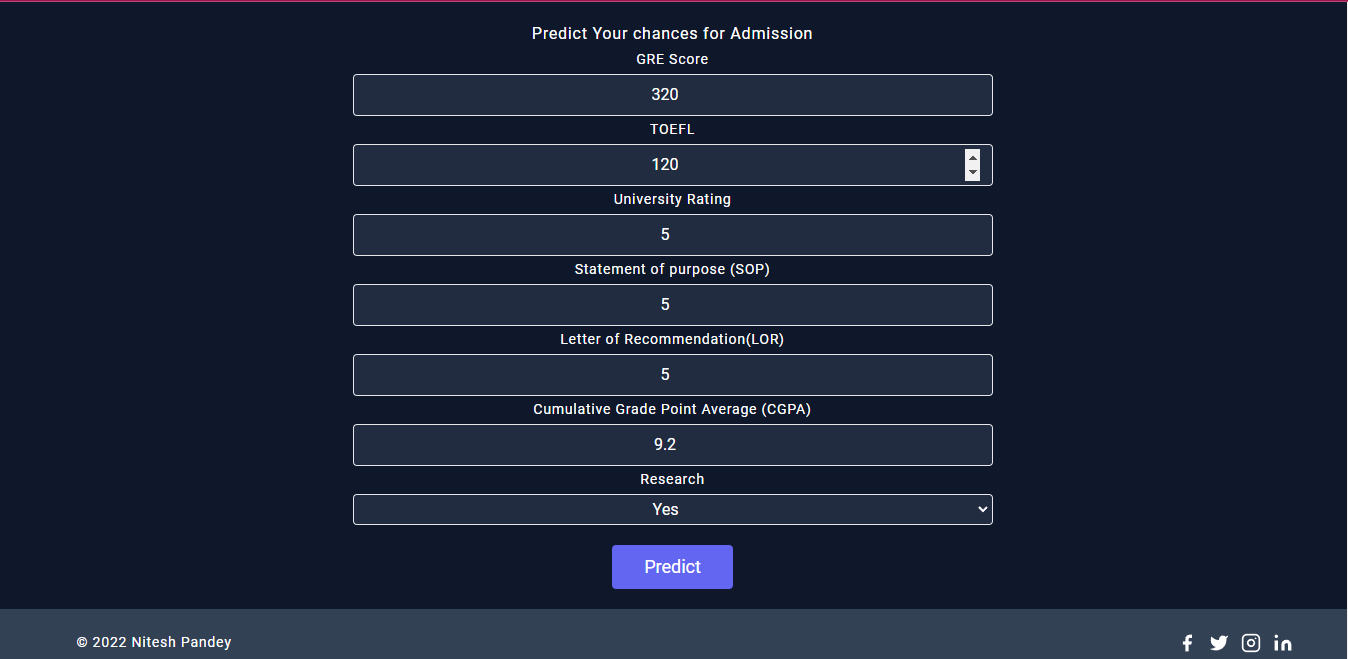 Predict Your chances for Admission
GRE Score
320
TOEFL
120
University Rating
5
Statement of purpose (SOP)
5
Letter of Recommendation(LOR)
5
Cumulative Grade Point Average (CGPA)
9.2
Research
Yes
Predict
© 2022 Nitesh Pandey